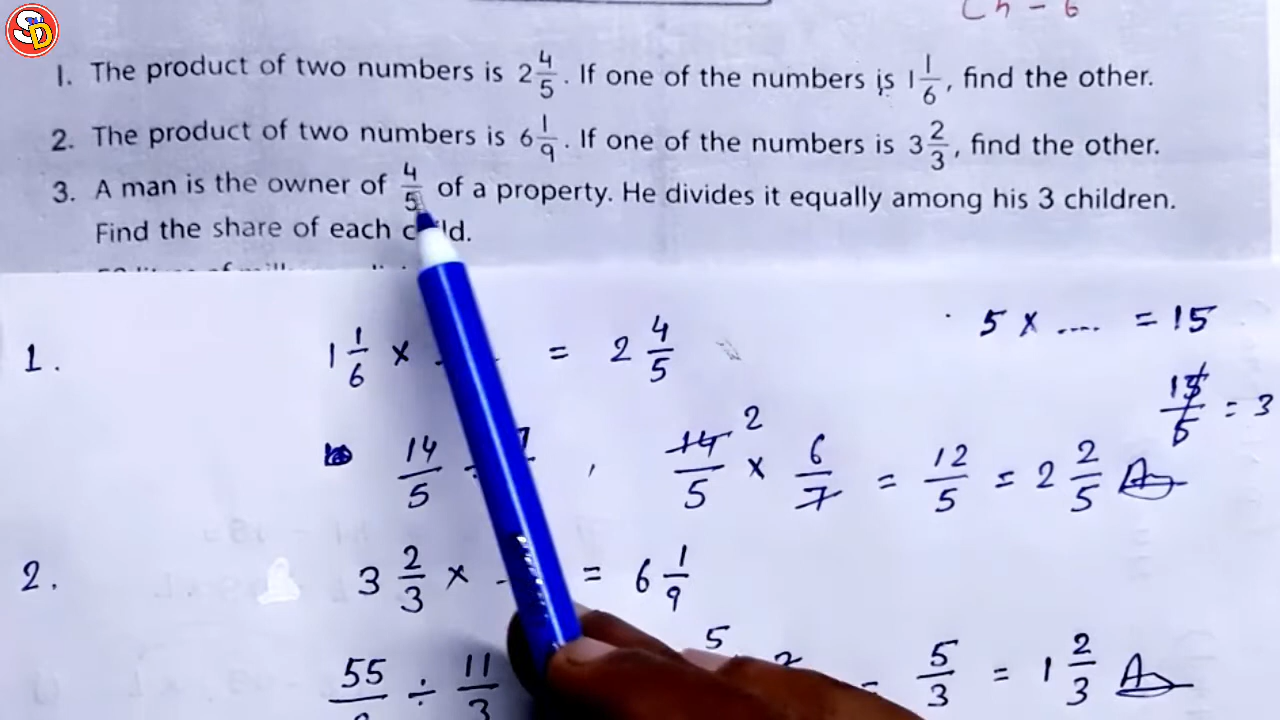 SD
Ch - 6
1. The product of two numbers is 2 4/5. If one of the numbers is 1 1/6, find the other.
2. The product of two numbers is 6 1/9. If one of the numbers is 3 2/3, find the other.
3. A man is the owner of 4/5 of a property. He divides it equally among his 3 children.
Find the share of each
5 × .... = 15
1. 1 1/6 × = 2 4/5
15/5 = 3
14/5 ÷ , 14/5 × 6/7 = 12/5 = 2 2/5
2
2. 3 2/3 × = 6 1/9
55 ÷ 11/3 5 = 5/3 = 1 2/3